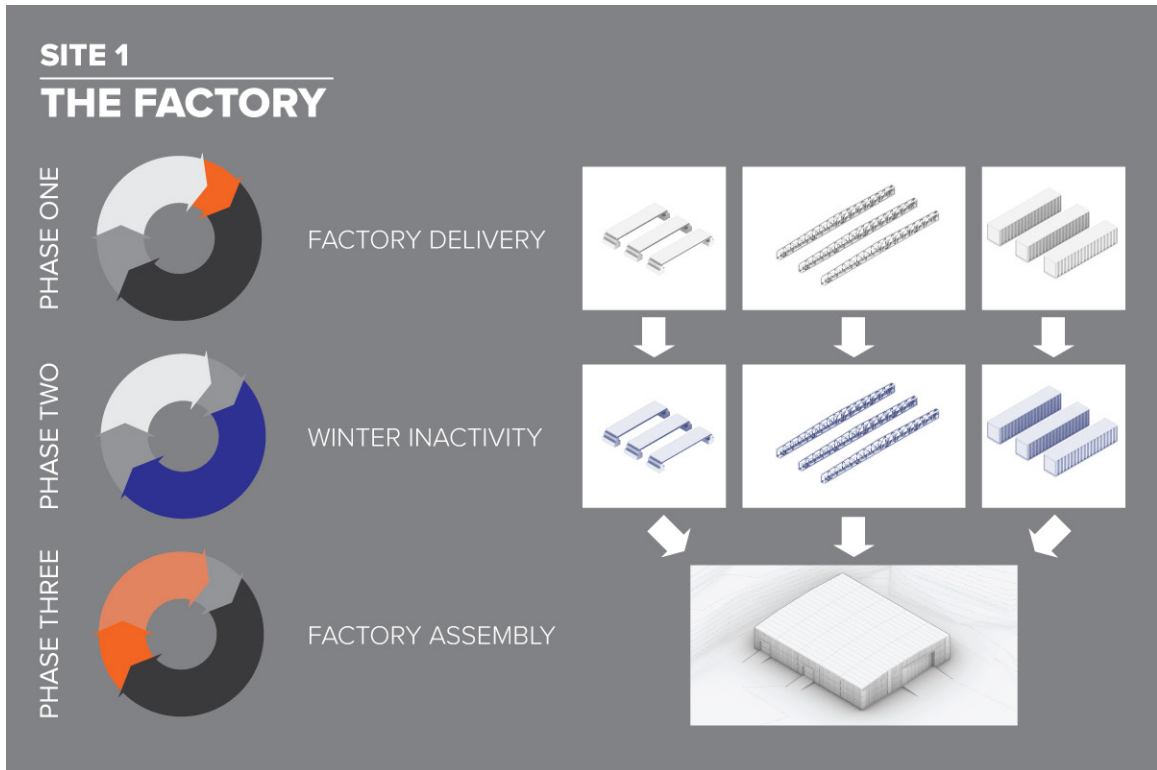 SITE 1
THE FACTORY
PHASE ONE
FACTORY DELIVERY
PHASE TWO
WINTER INACTIVITY
PHASE THREE
FACTORY ASSEMBLY